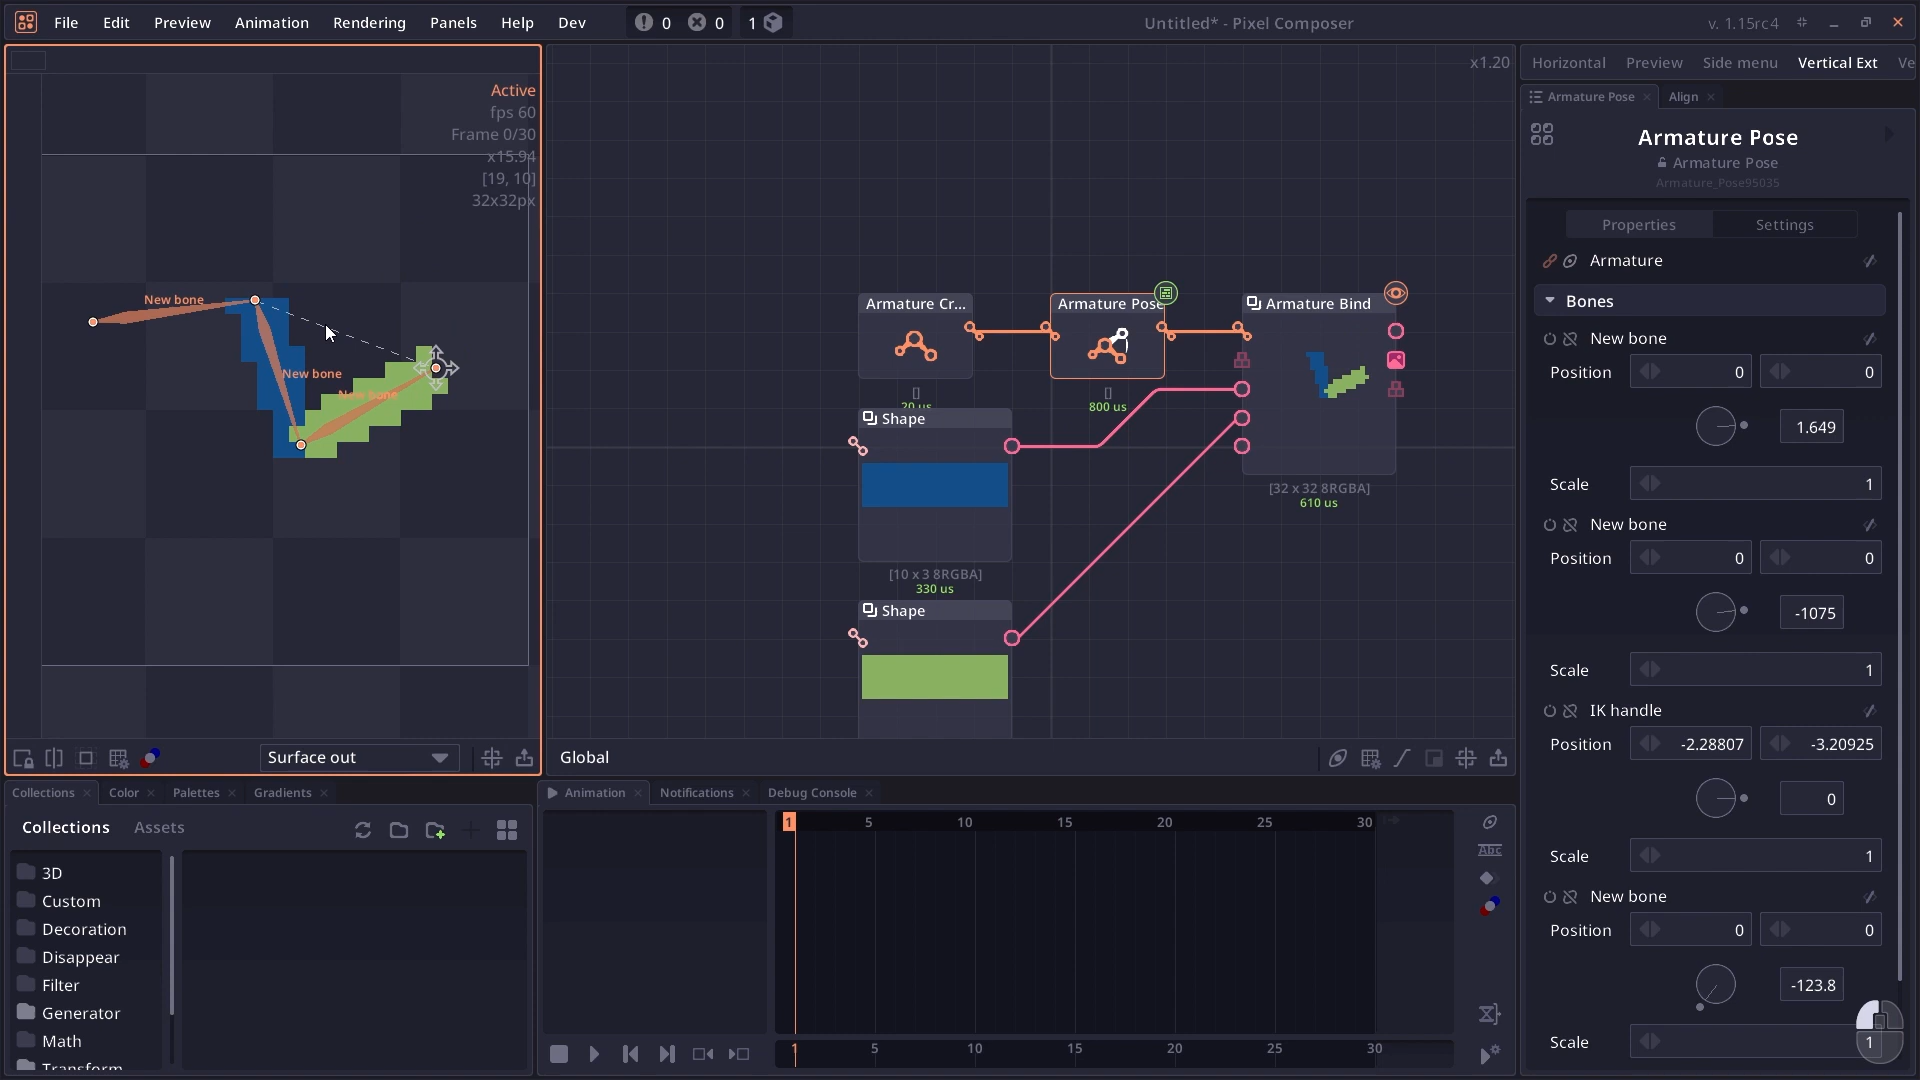 File Edit Preview Animation Rendering Panels Help Dev 0 0 1 Untitled* - Pixel Composer v. 1.15rc4
Active
fps 60
Frame 0/30
x15.94
[19, 10]
32x32px
New bone
New bone
New bone
Surface out
x1.20
Armature Cr...
[]
20 us
Armature Pose
[]
800 us
Armature Bind
[32 x 32 8RGBA]
610 us
Shape
[10 x 3 8RGBA]
330 us
Shape
Global
Horizontal Preview Side menu Vertical Ext Ve
Armature Pose Align
Armature Pose
Armature Pose
Armature_Pose95035
Properties Settings
Armature
Bones
New bone
Position 0 0
1.649
Scale 1
New bone
Position 0 0
-1075
Scale 1
IK handle
Position -2.28807 -3.20925
0
Scale 1
New bone
Position 0 0
-123.8
Scale 1
Collections Color Palettes Gradients
Collections Assets
3D
Custom
Decoration
Disappear
Filter
Generator
Math
Transform
Animation Notifications Debug Console
1 5 10 15 20 25 30
Abc
1 5 10 15 20 25 30